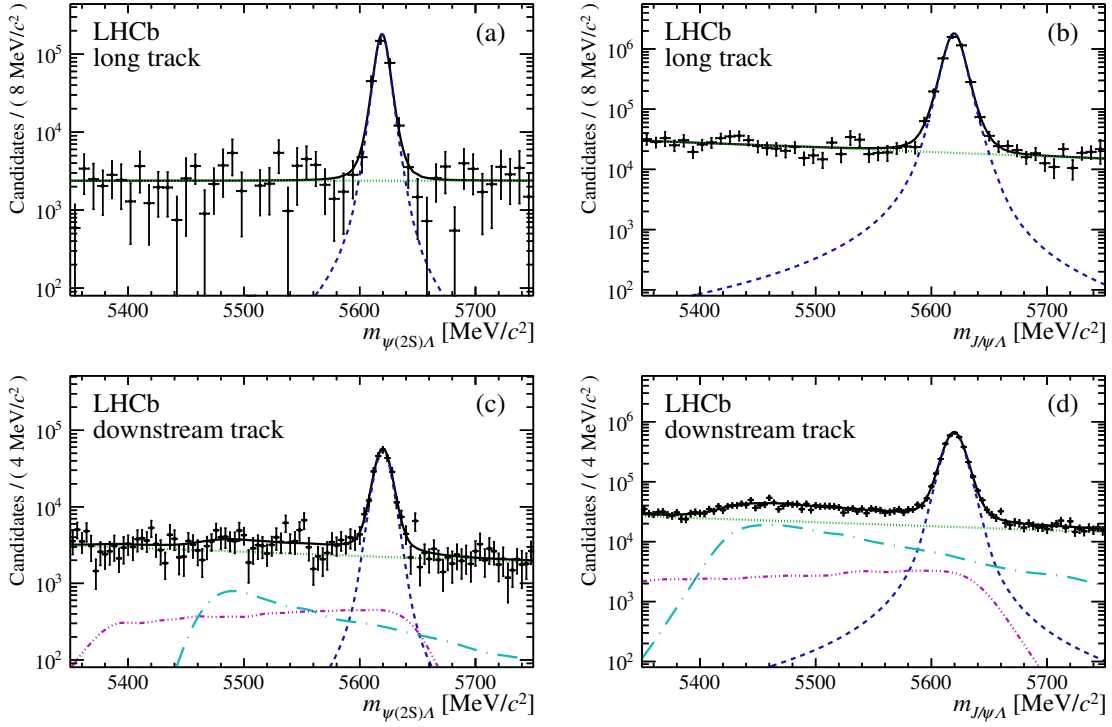 LHCb
long track
(a)
Candidates / ( 8 MeV/c²)
10⁵
10⁴
10³
10²
5400 5500 5600 5700
m_ψ(2S)Λ [MeV/c²]
LHCb
long track
(b)
Candidates / ( 8 MeV/c²)
10⁶
10⁵
10⁴
10³
10²
5400 5500 5600 5700
m_J/ψΛ [MeV/c²]
LHCb
downstream track
(c)
Candidates / ( 4 MeV/c²)
10⁵
10⁴
10³
10²
5400 5500 5600 5700
m_ψ(2S)Λ [MeV/c²]
LHCb
downstream track
(d)
Candidates / ( 4 MeV/c²)
10⁶
10⁵
10⁴
10³
10²
5400 5500 5600 5700
m_J/ψΛ [MeV/c²]